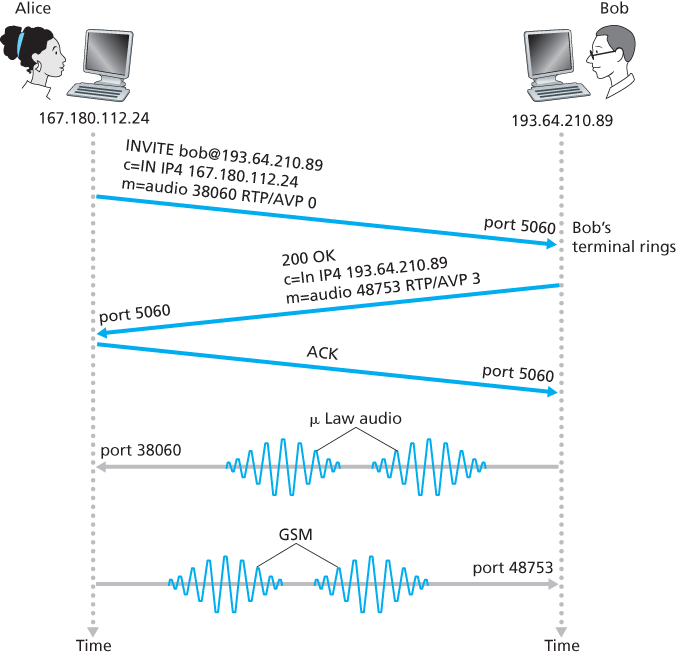 Alice
Bob
167.180.112.24
193.64.210.89
INVITE bob@193.64.210.89
c=IN IP4 167.180.112.24
m=audio 38060 RTP/AVP 0
port 5060
Bob's
terminal rings
200 OK
c=In IP4 193.64.210.89
m=audio 48753 RTP/AVP 3
port 5060
ACK
port 5060
μ Law audio
port 38060
GSM
port 48753
Time
Time